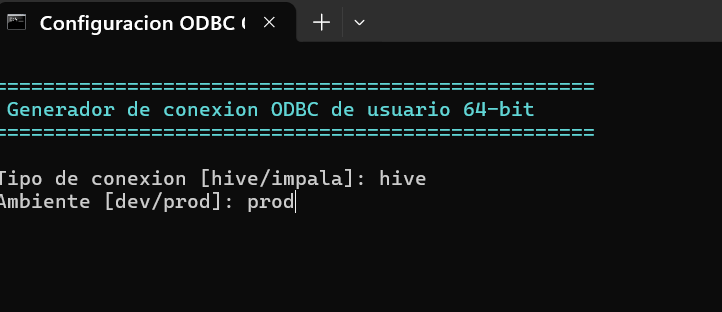 Configuracion ODBC
==================================================
Generador de conexion ODBC de usuario 64-bit
==================================================
Tipo de conexion [hive/impala]: hive
Ambiente [dev/prod]: prod